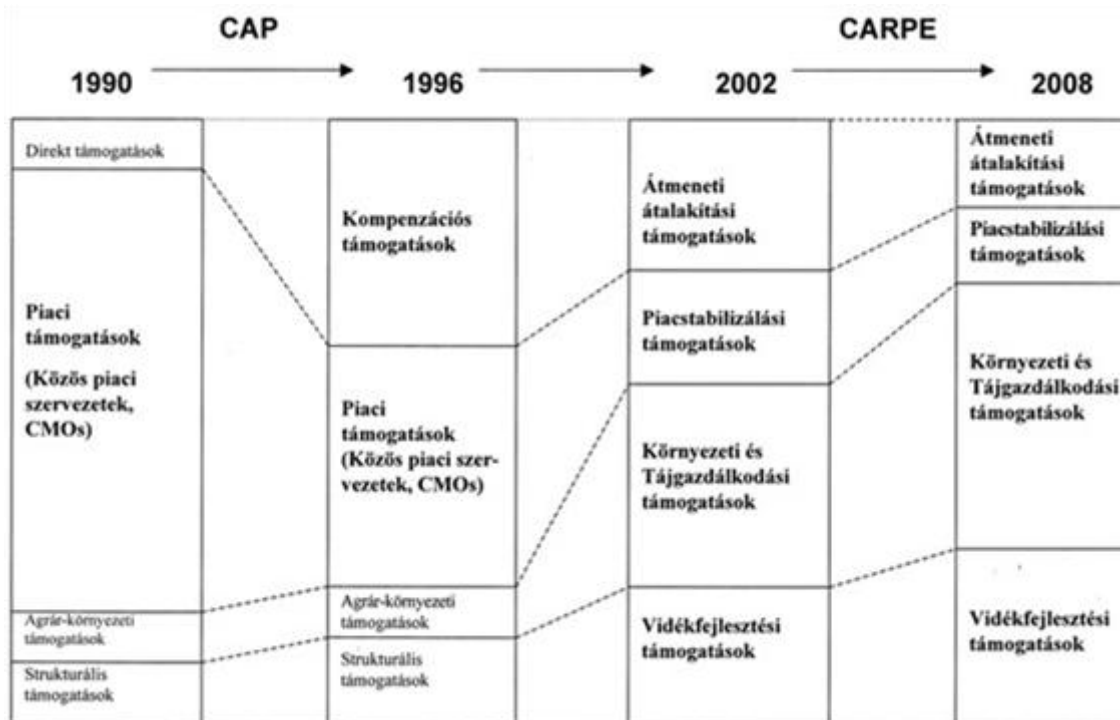 CAP
CARPE
1990
1996
2002
2008
Direkt támogatások
Piaci
támogatások
(Közös piaci
szervezetek,
CMOs)
Agrár-környezeti
támogatások
Strukturális
támogatások
Kompenzációs
támogatások
Piaci
támogatások
(Közös piaci szer-
vezetek, CMOs)
Agrár-környezeti
támogatások
Strukturális
támogatások
Átmeneti
átalakítási
támogatások
Piacstabilizálási
támogatások
Környezeti és
Tájgazdálkodási
támogatások
Vidékfejlesztési
támogatások
Átmeneti
átalakítási
támogatások
Piacstabilizálási
támogatások
Környezeti és
Tájgazdálkodási
támogatások
Vidékfejlesztési
támogatások